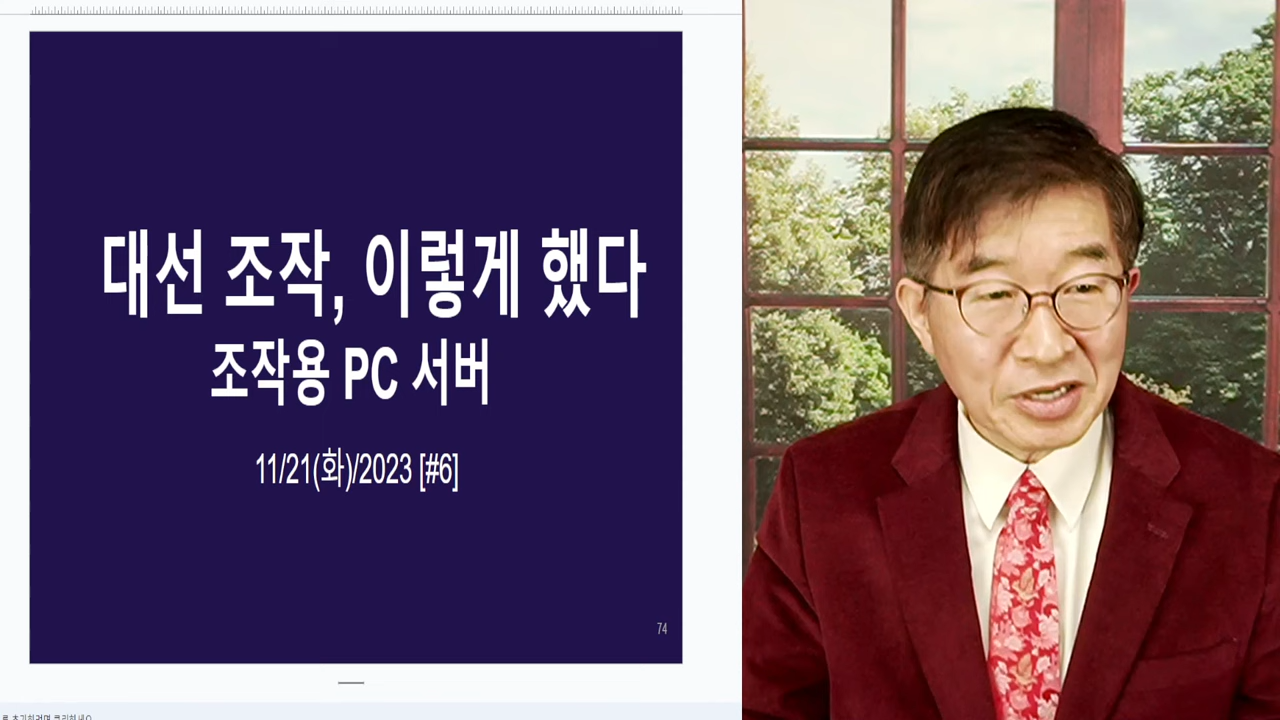 대선 조작, 이렇게 했다
조작용 PC 서버
11/21(화)/2023 [#6]
74